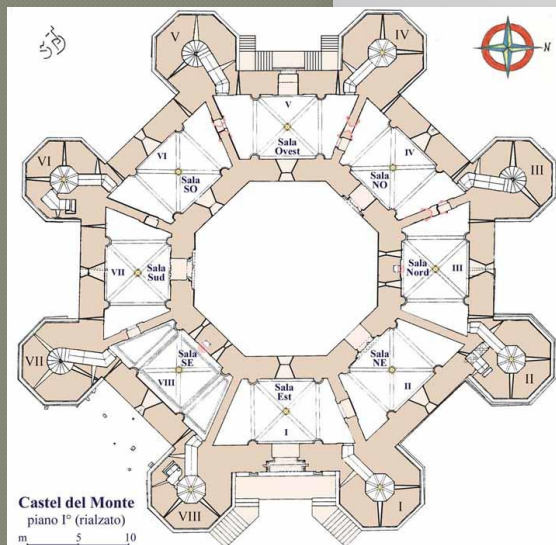 V
IV
N
V
Sala
Ovest
VI
Sala
SO
IV
Sala
NO
VI
III
VII
Sala
Sud
Sala
Nord
III
VII
Sala
SE
VIII
Sala
NE
II
II
Sala
Est
I
VIII
I
Castel del Monte
piano I° (rialzato)
m 5 10